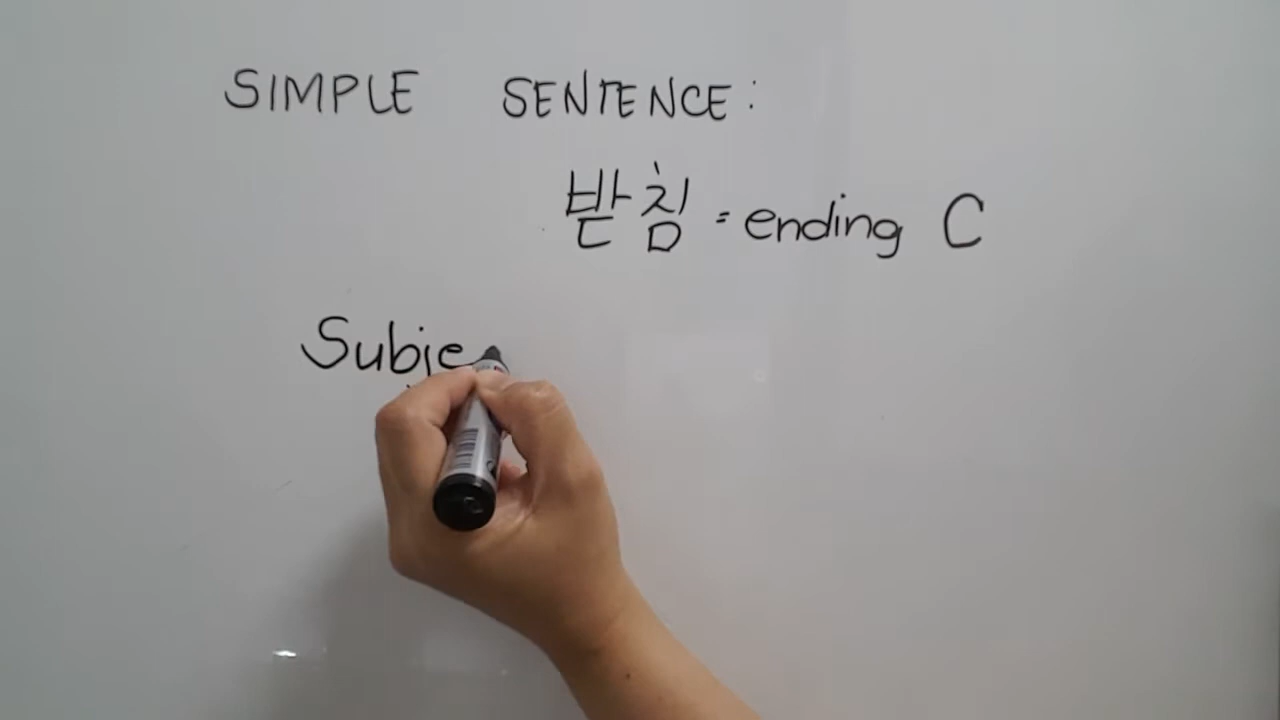 SIMPLE SENTENCE:
받침 = ending C
Subje